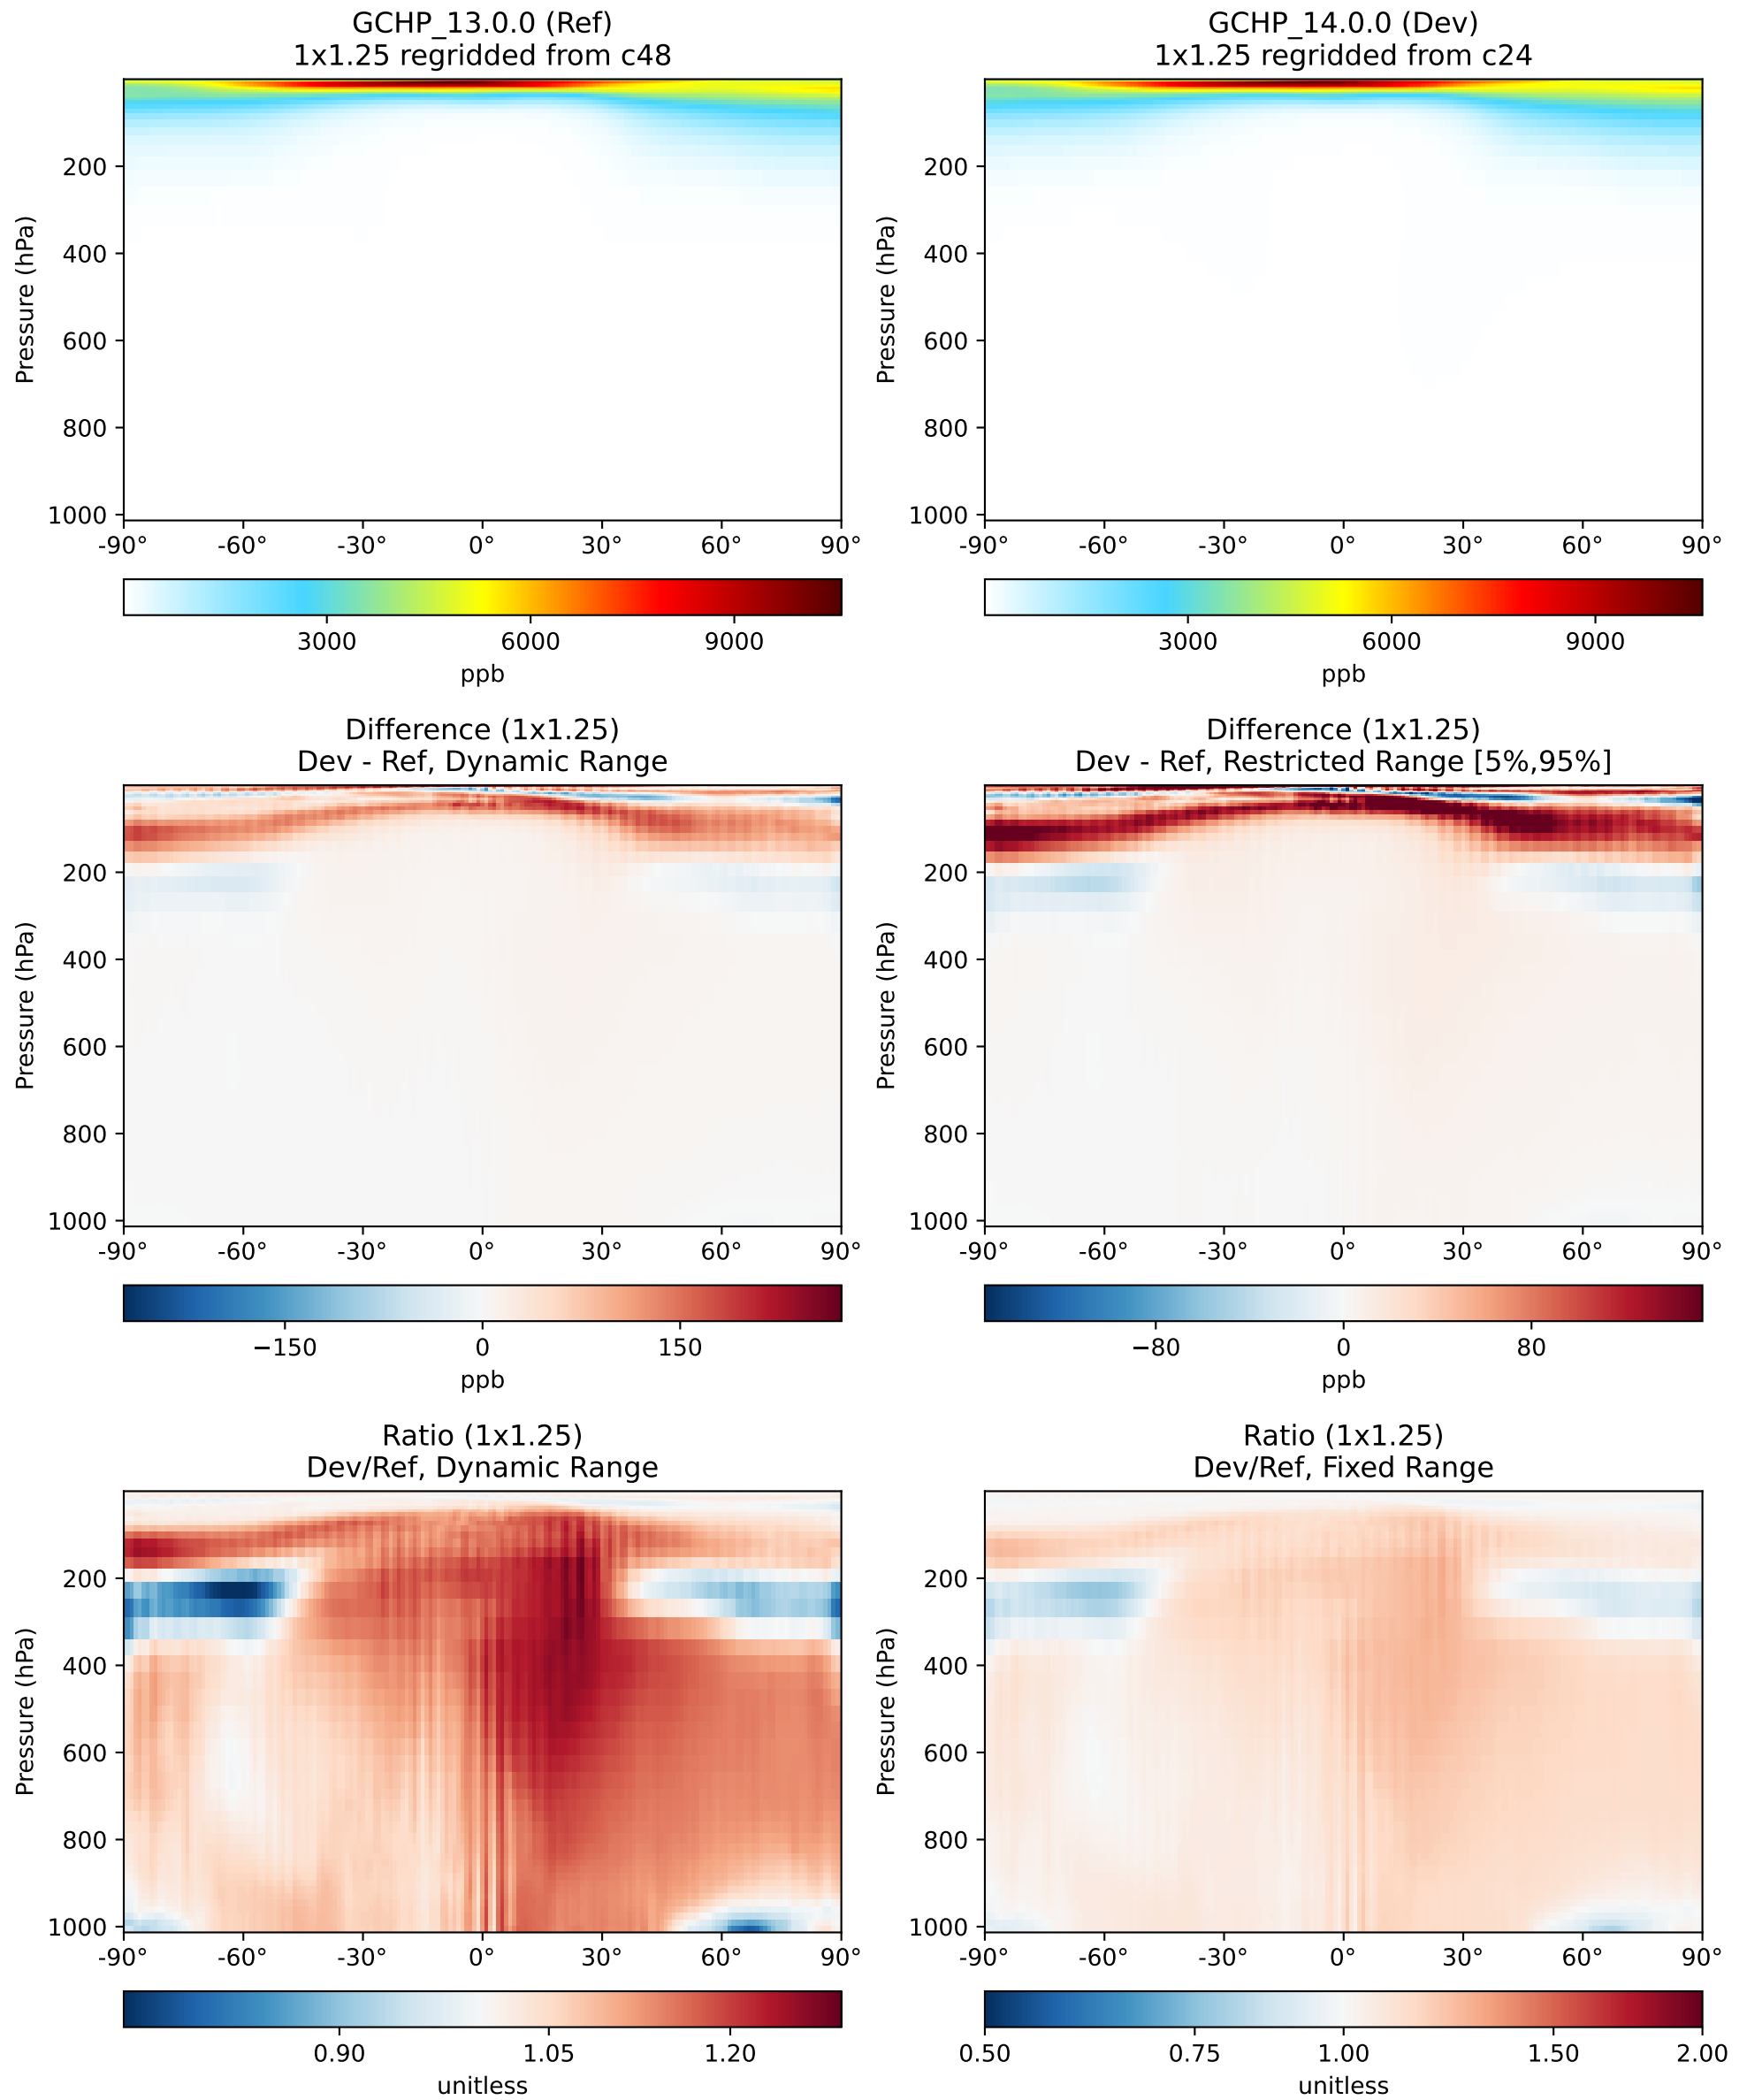 GCHP_13.0.0 (Ref)
1x1.25 regridded from c48
Pressure (hPa)
200
400
600
800
1000
-90° -60° -30° 0° 30° 60° 90°
3000 6000 9000
ppb
GCHP_14.0.0 (Dev)
1x1.25 regridded from c24
Pressure (hPa)
200
400
600
800
1000
-90° -60° -30° 0° 30° 60° 90°
3000 6000 9000
ppb
Difference (1x1.25)
Dev - Ref, Dynamic Range
Pressure (hPa)
200
400
600
800
1000
-90° -60° -30° 0° 30° 60° 90°
−150 0 150
ppb
Difference (1x1.25)
Dev - Ref, Restricted Range [5%,95%]
Pressure (hPa)
200
400
600
800
1000
-90° -60° -30° 0° 30° 60° 90°
−80 0 80
ppb
Ratio (1x1.25)
Dev/Ref, Dynamic Range
Pressure (hPa)
200
400
600
800
1000
-90° -60° -30° 0° 30° 60° 90°
0.90 1.05 1.20
unitless
Ratio (1x1.25)
Dev/Ref, Fixed Range
Pressure (hPa)
200
400
600
800
1000
-90° -60° -30° 0° 30° 60° 90°
0.50 0.75 1.00 1.50 2.00
unitless